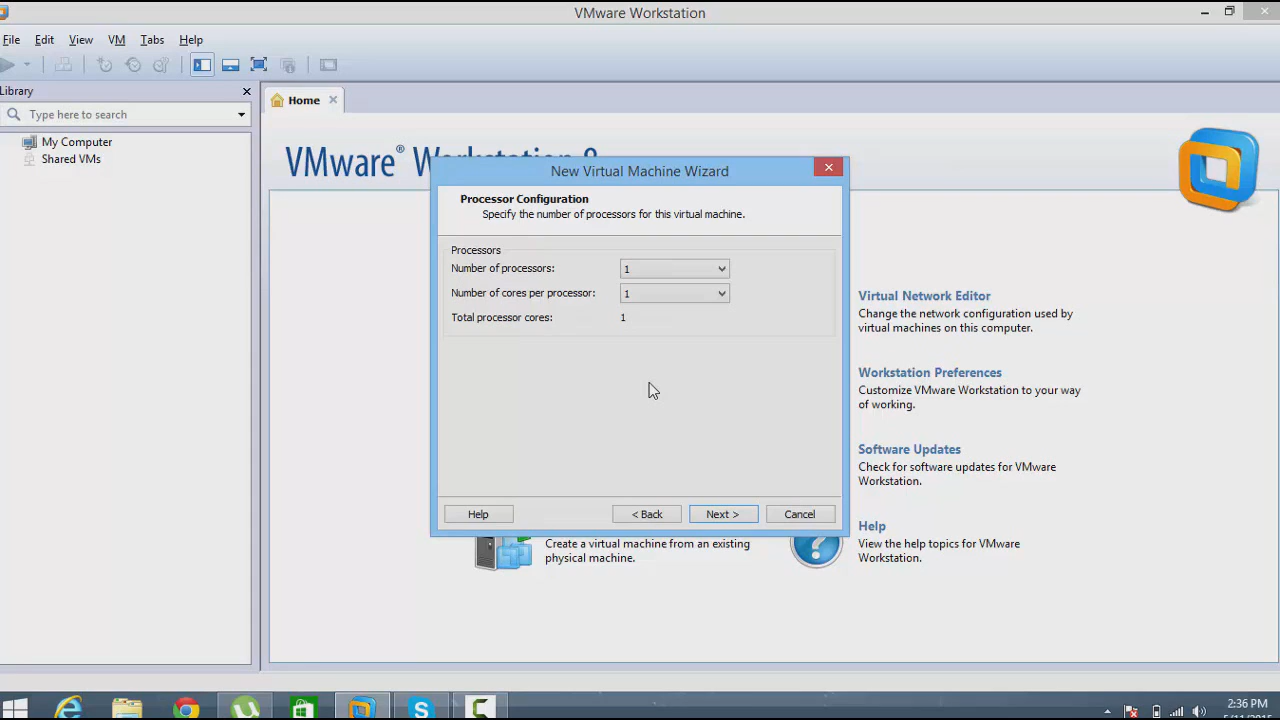 VMware Workstation
File Edit View VM Tabs Help
Library
Type here to search
My Computer
Shared VMs
Home
VMware®
New Virtual Machine Wizard
Processor Configuration
Specify the number of processors for this virtual machine.
Processors
Number of processors: 1
Number of cores per processor: 1
Total processor cores: 1
Help < Back Next > Cancel
Virtual Network Editor
Change the network configuration used by
virtual machines on this computer.
Workstation Preferences
Customize VMware Workstation to your way
of working.
Software Updates
Check for software updates for VMware
Workstation.
Help
View the help topics for VMware
Workstation.
Create a virtual machine from an existing
physical machine.
2:36 PM